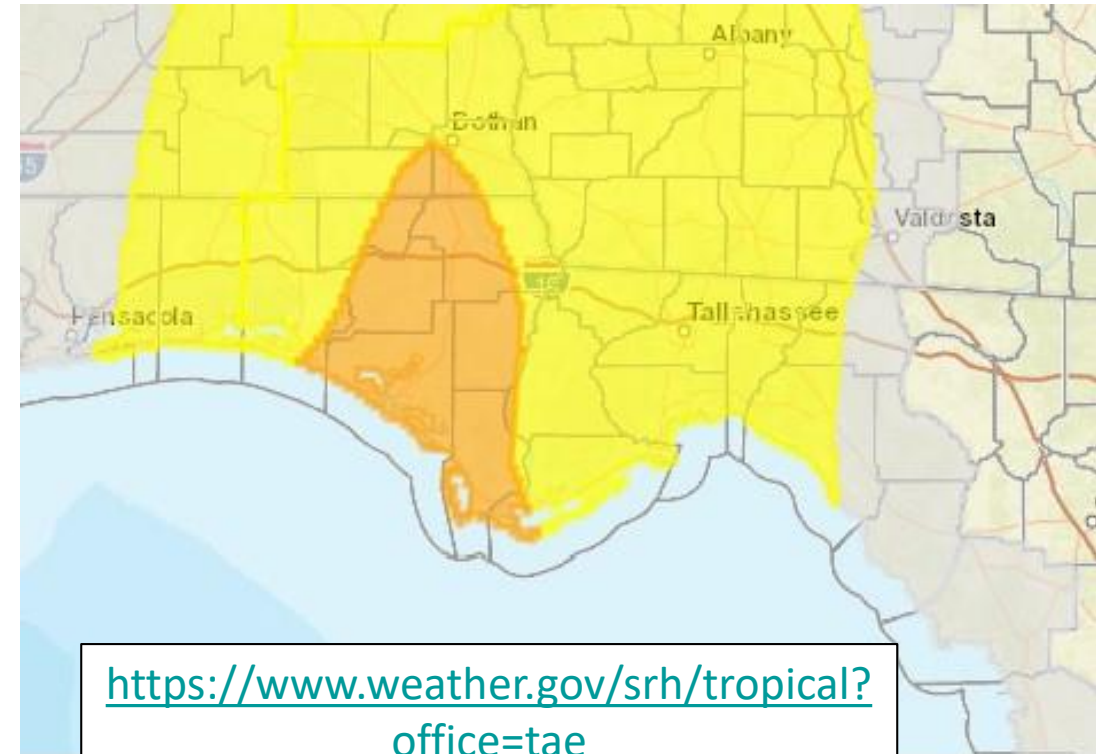 Albany
Dothan
Valdosta
Pensacola
Tallahassee
https://www.weather.gov/srh/tropical?
office=tae